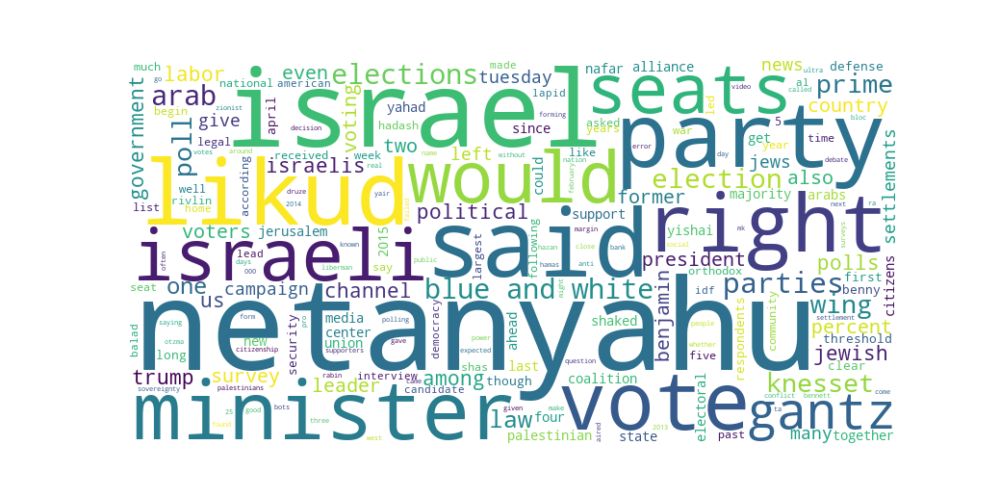 much
labor
even
elections
tuesday
nafar
alliance
news
al
ultra
defense
go
national
american
made
lapid
called
government
arab
israel
seats
prime
zionist
begin
voting
yahad
hadash
since
asked
years
video
led
country
bloc
poll
give
april
decision
forming
war
party
5
time
legal
two
error
get
year
votes
around
received
week
left
like
name
without
nation
day
debate
rivlin
israelis
real
could
february
jews
well
according
likud
would
election
also
list
home
druze
2014
yair
failed
former
majority
arabs
next
ra
surveys
settlements
voters
jerusalem
political
support
yishai
mk
right
israeli
said
known
margin
close
bank
hazan
hamas
anti
following
largest
lead
often
days
000
liberman
say
2015
public
president
social
polls
first
citizens
seat
one
us
campaign
channel
blue and white
might
orthodox
idf
parties
benny
benjamin
wing
settlement
netanyahu
balad
saying
form
pro
polling
power
democracy
ahead
shaked
people
whether
community
percent
otzma
new
media
center
citizenship
supporters
gave
expected
question
respondents
threshold
long
security
union
shas
last
five
clear
jewish
trump
sovereignty
palestinians
rabin
interview
came
among
though
coalition
conflict
bennett
come
survey
leader
candidate
knesset
minister
25
good
bots
given
make
law
four
vote
2013
ta
gantz
found
three
west
palestinian
aired
state
electoral
past
many
together